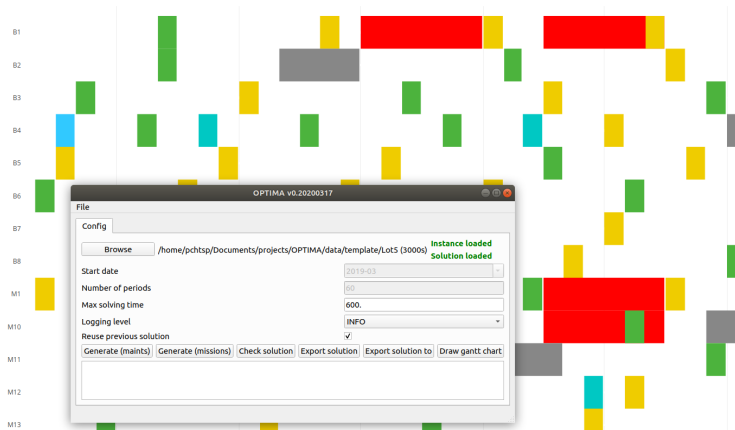 B1
B2
B3
B4
B5
B6
B7
B8
M1
M10
M11
M12
M13
OPTIMA v0.20200317
File
Config
Browse /home/pchtsp/Documents/projects/OPTIMA/data/template/Lot5 (3000s) Instance loaded
Solution loaded
Start date 2019-03
Number of periods 60
Max solving time 600.
Logging level INFO
Reuse previous solution
Generate (maints) Generate (missions) Check solution Export solution Export solution to Draw gantt chart